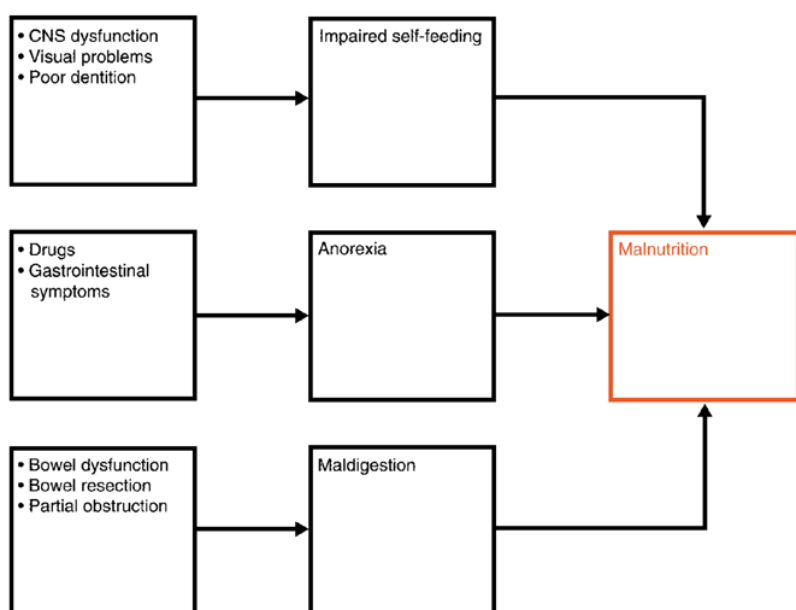 • CNS dysfunction
• Visual problems
• Poor dentition
Impaired self-feeding
• Drugs
• Gastrointestinal
symptoms
Anorexia
Malnutrition
• Bowel dysfunction
• Bowel resection
• Partial obstruction
Maldigestion